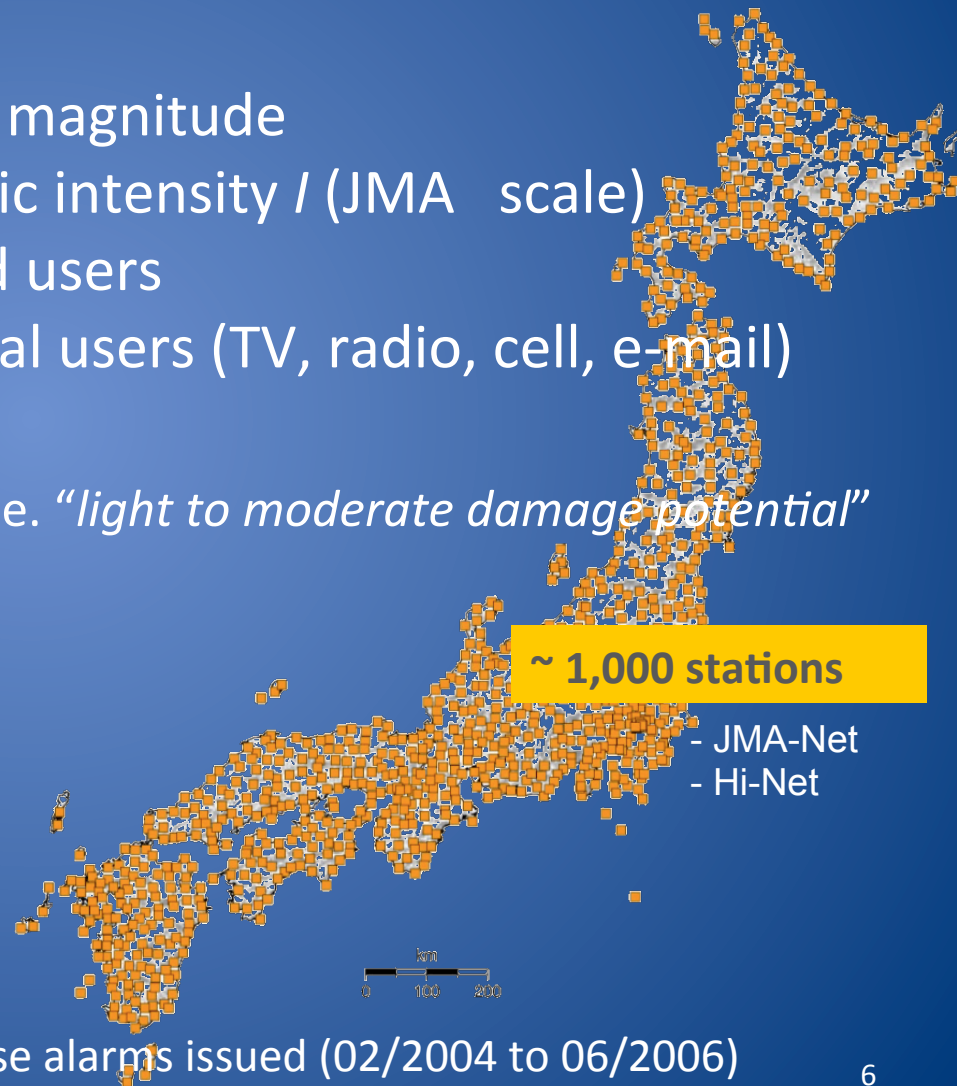 magnitude
ic intensity I (JMA scale)
d users
al users (TV, radio, cell, e-mail)
e. “light to moderate damage potential”
~ 1,000 stations
- JMA-Net
- Hi-Net
km
0 100 200
se alarms issued (02/2004 to 06/2006)
6